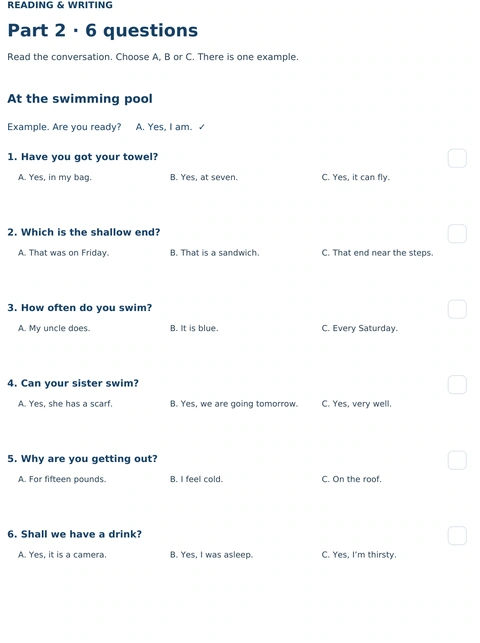 READING & WRITING
Part 2 · 6 questions
Read the conversation. Choose A, B or C. There is one example.
At the swimming pool
Example. Are you ready? A. Yes, I am. ✓
1. Have you got your towel?
A. Yes, in my bag. B. Yes, at seven. C. Yes, it can fly.
2. Which is the shallow end?
A. That was on Friday. B. That is a sandwich. C. That end near the steps.
3. How often do you swim?
A. My uncle does. B. It is blue. C. Every Saturday.
4. Can your sister swim?
A. Yes, she has a scarf. B. Yes, we are going tomorrow. C. Yes, very well.
5. Why are you getting out?
A. For fifteen pounds. B. I feel cold. C. On the roof.
6. Shall we have a drink?
A. Yes, it is a camera. B. Yes, I was asleep. C. Yes, I’m thirsty.